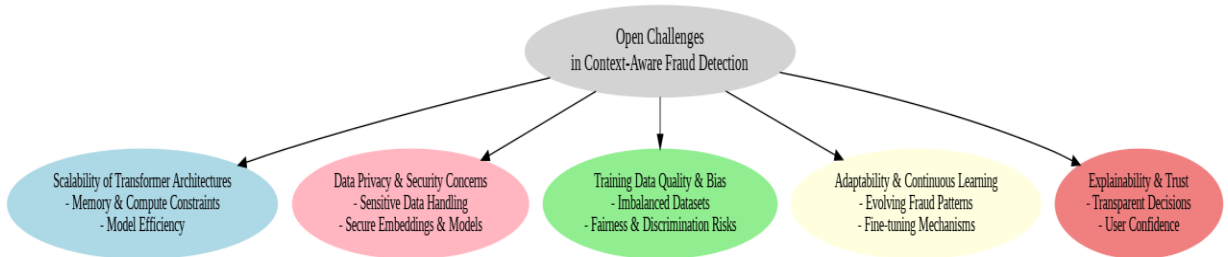 Open Challenges
in Context-Aware Fraud Detection
Scalability of Transformer Architectures
- Memory & Compute Constraints
- Model Efficiency
Data Privacy & Security Concerns
- Sensitive Data Handling
- Secure Embeddings & Models
Training Data Quality & Bias
- Imbalanced Datasets
- Fairness & Discrimination Risks
Adaptability & Continuous Learning
- Evolving Fraud Patterns
- Fine-tuning Mechanisms
Explainability & Trust
- Transparent Decisions
- User Confidence